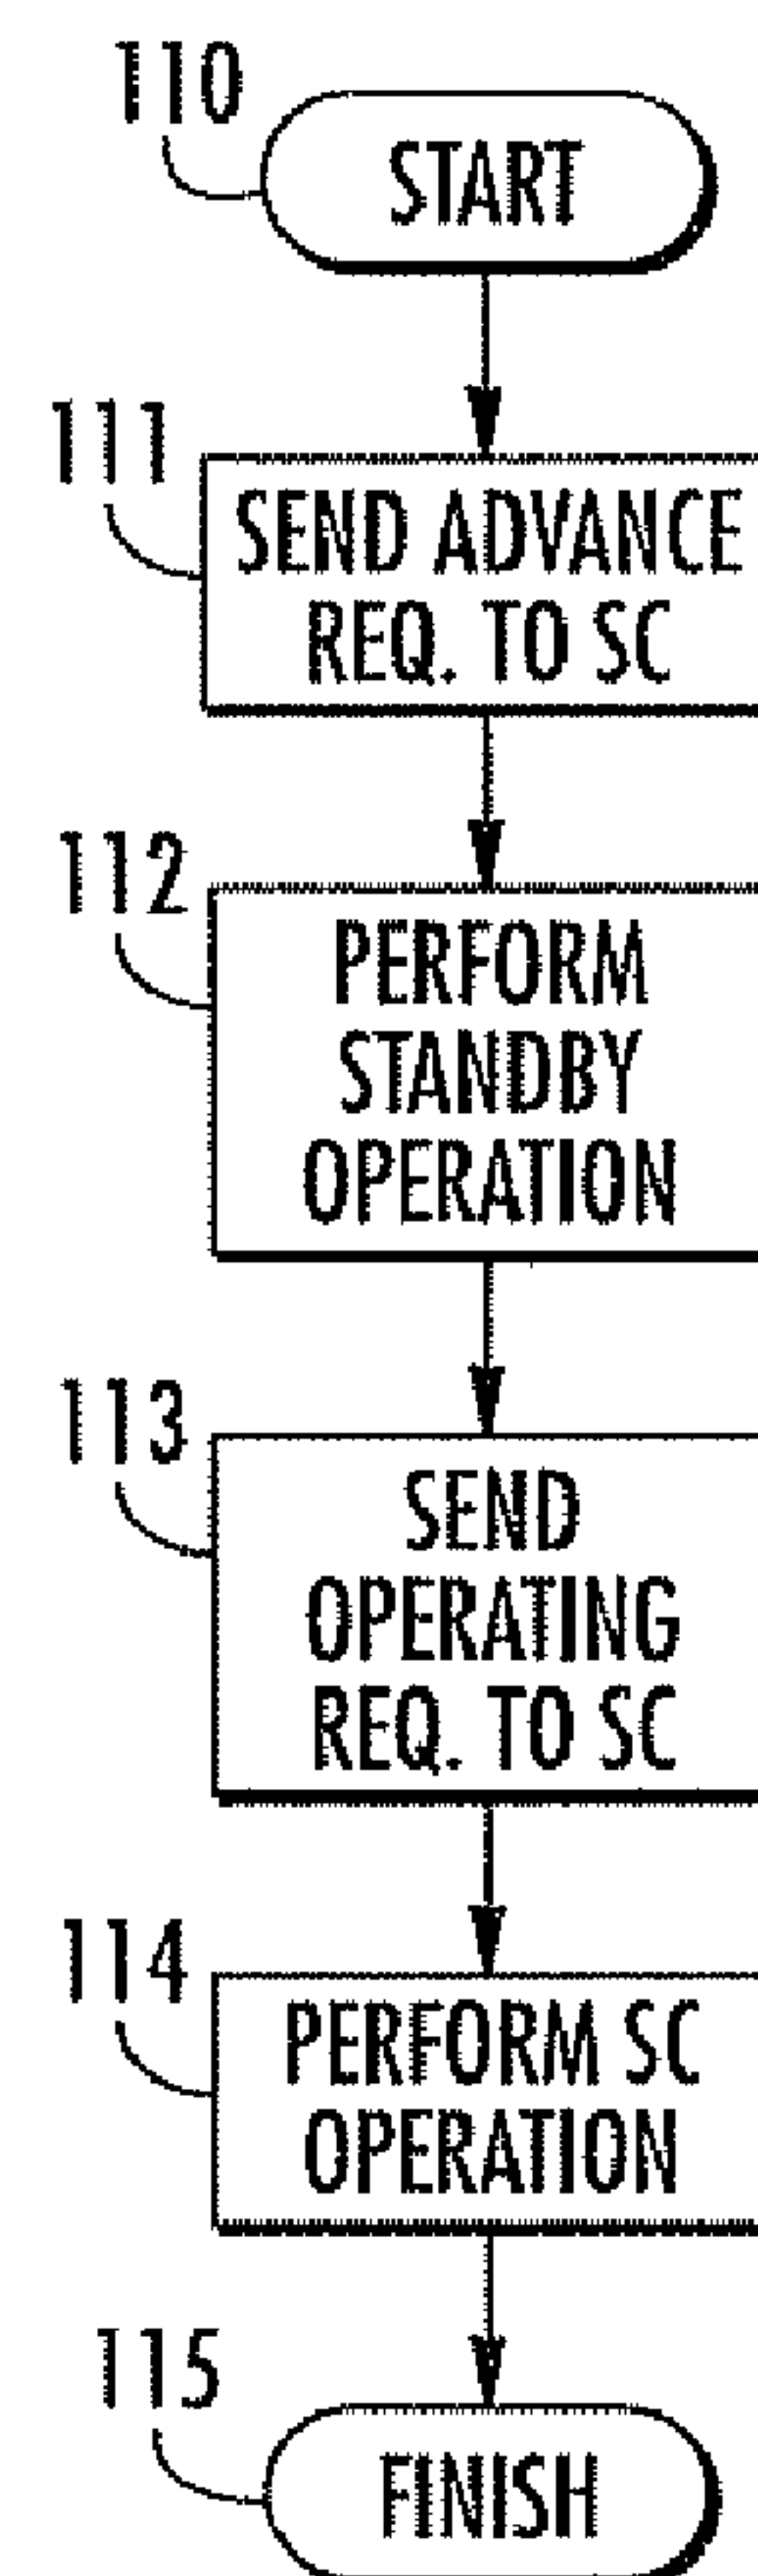 110
START
111
SEND ADVANCE
REQ. TO SC
112
PERFORM
STANDBY
OPERATION
113
SEND
OPERATING
REQ. TO SC
114
PERFORM SC
OPERATION
115
FINISH